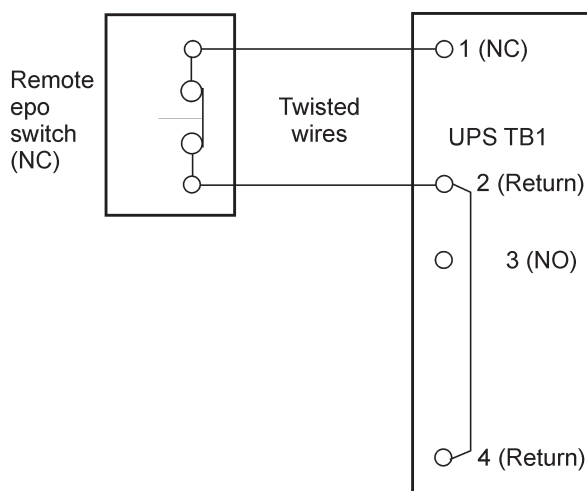 1 (NC)
Remote
epo
switch
(NC)
Twisted
wires
UPS TB1
2 (Return)
3 (NO)
4 (Return)